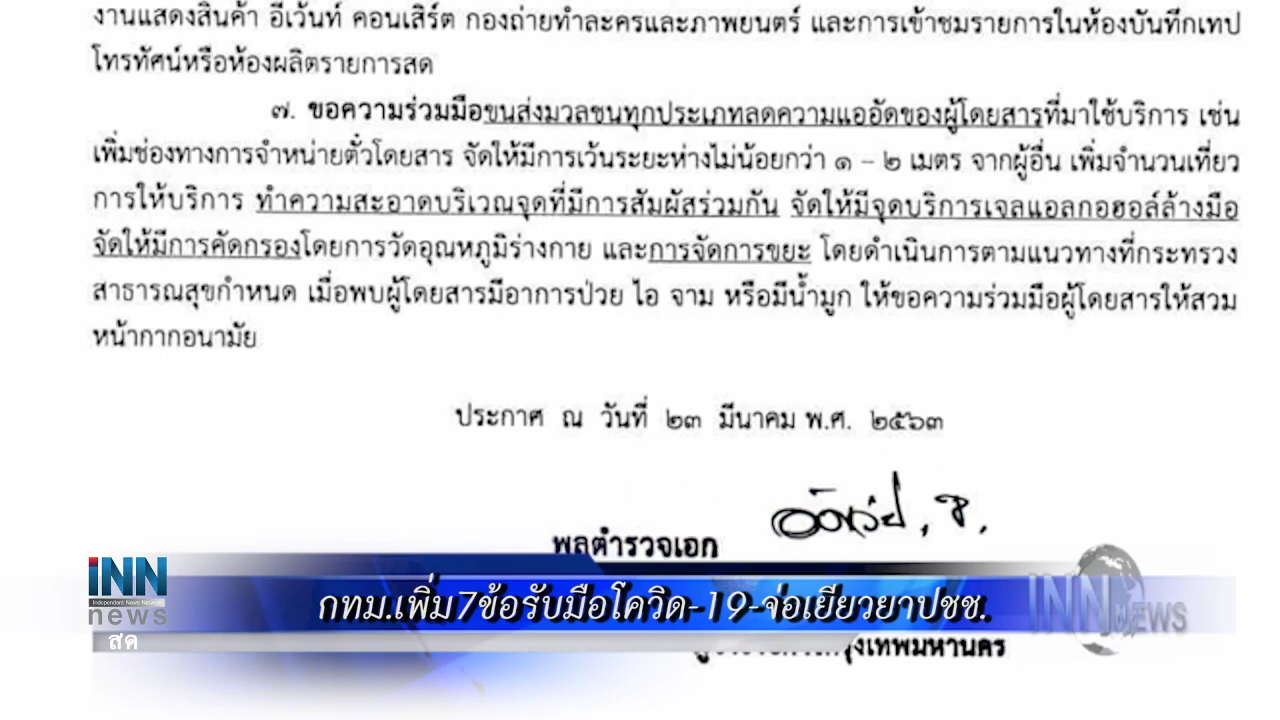 งานแสดงสินค้า อีเว้นท์ คอนเสิร์ต กองถ่ายทำละครและภาพยนตร์ และการเข้าชมรายการในห้องบันทึกเทป
โทรทัศน์หรือห้องผลิตรายการสด
๗. ขอความร่วมมือขนส่งมวลชนทุกประเภทลดความแออัดของผู้โดยสารที่มาใช้บริการ เช่น
เพิ่มช่องทางการจำหน่ายตั๋วโดยสาร จัดให้มีการเว้นระยะห่างไม่น้อยกว่า ๑ – ๒ เมตร จากผู้อื่น เพิ่มจำนวนเที่ยว
การให้บริการ ทำความสะอาดบริเวณจุดที่มีการสัมผัสร่วมกัน จัดให้มีจุดบริการเจลแอลกอฮอล์ล้างมือ
จัดให้มีการคัดกรองโดยการวัดอุณหภูมิร่างกาย และการจัดการขยะ โดยดำเนินการตามแนวทางที่กระทรวง
สาธารณสุขกำหนด เมื่อพบผู้โดยสารมีอาการป่วย ไอ จาม หรือมีน้ำมูก ให้ขอความร่วมมือผู้โดยสารให้สวม
หน้ากากอนามัย
ประกาศ ณ วันที่ ๒๓ มีนาคม พ.ศ. ๒๕๖๓
พลตำรวจเอก
iNN
Independent News Network
news
สด
กทม.เพิ่ม7ข้อรับมือโควิด-19-จ่อเยียวยาปชช.
INN NEWS
กรุงเทพมหานคร